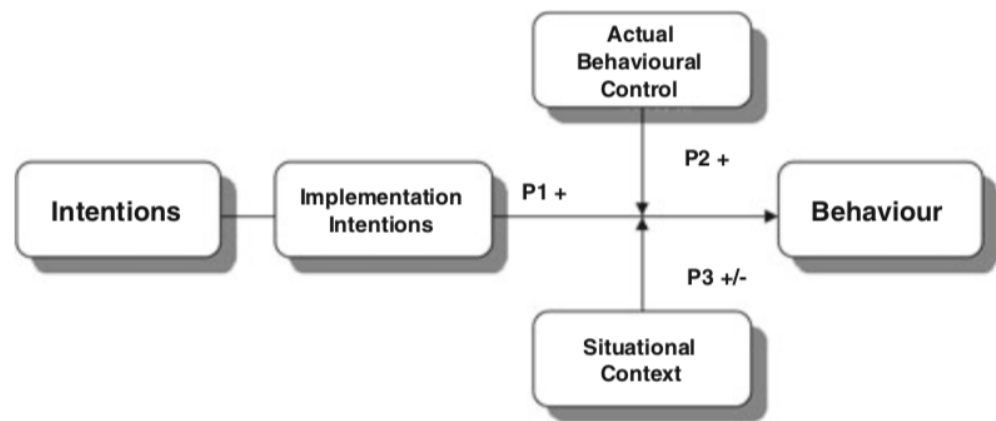 Actual
Behavioural
Control
P2 +
Intentions
Implementation
Intentions
P1 +
Behaviour
P3 +/-
Situational
Context